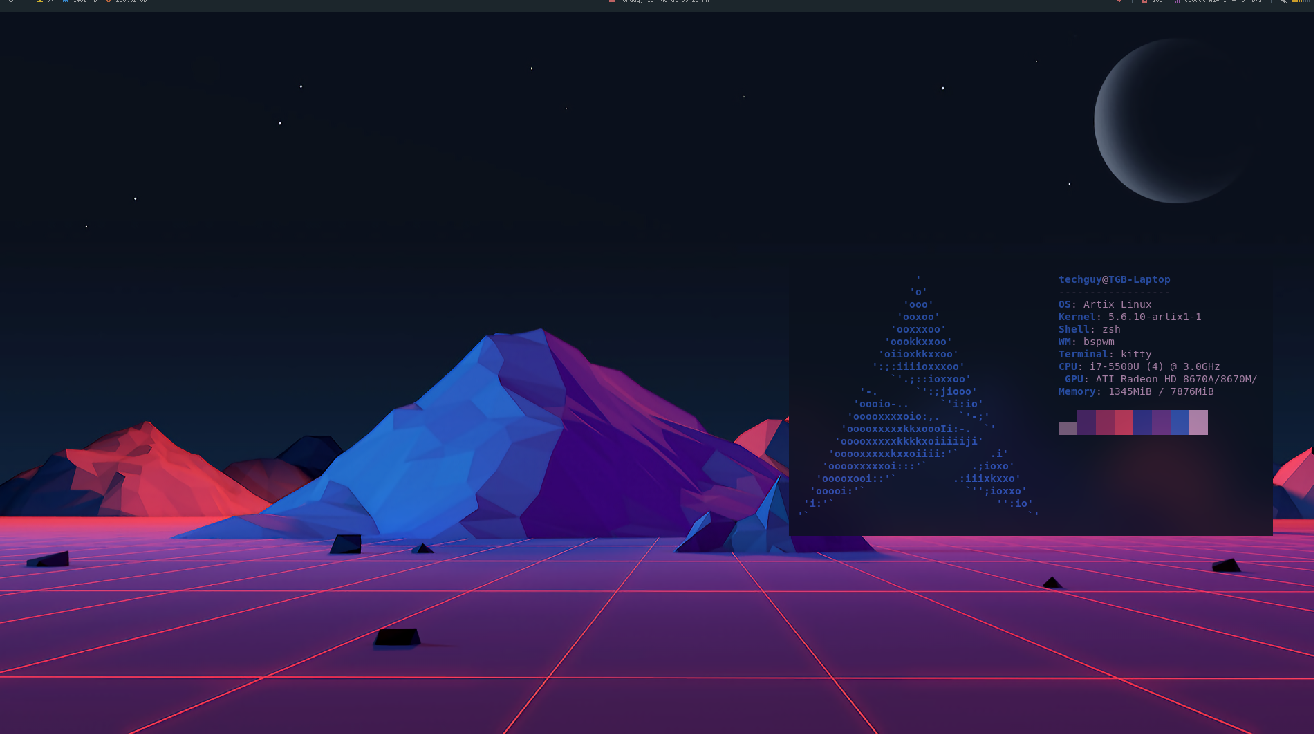 '
'o'
'ooo'
'ooxoo'
'ooxxxoo'
'oookkxxoo'
'oiioxkkxxoo'
':;:iiiioxxxoo'
`'.;::ioxxoo'
'-.      `':;jiooo'
'oooio-..     `'i:io'
'ooooxxxxoio:,.   `'-;'
'ooooxxxxxkkxoooIi:-.  `'
'ooooxxxxxkkkkxoiiiiiji'
'ooooxxxxxkxxoiiii:'`     .i'
'ooooxxxxxoi:::'`       .;ioxo'
'ooooxooi::'`         .:iiixkxxo'
'ooooi:'`                `'';ioxxo'
'i:'`                          '':io'
'`                                   `'
techguy@TGB-Laptop
------------------
OS: Artix Linux
Kernel: 5.6.10-artix1-1
Shell: zsh
WM: bspwm
Terminal: kitty
CPU: i7-5500U (4) @ 3.0GHz
GPU: ATI Radeon HD 8670A/8670M/
Memory: 1345MiB / 7876MiB